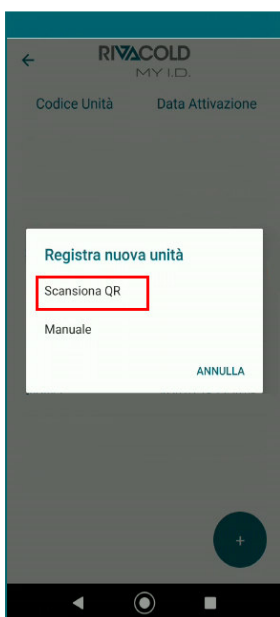 RIVACOLD
MY I.D.
Codice Unità Data Attivazione
Registra nuova unità
Scansiona QR
Manuale
ANNULLA
+